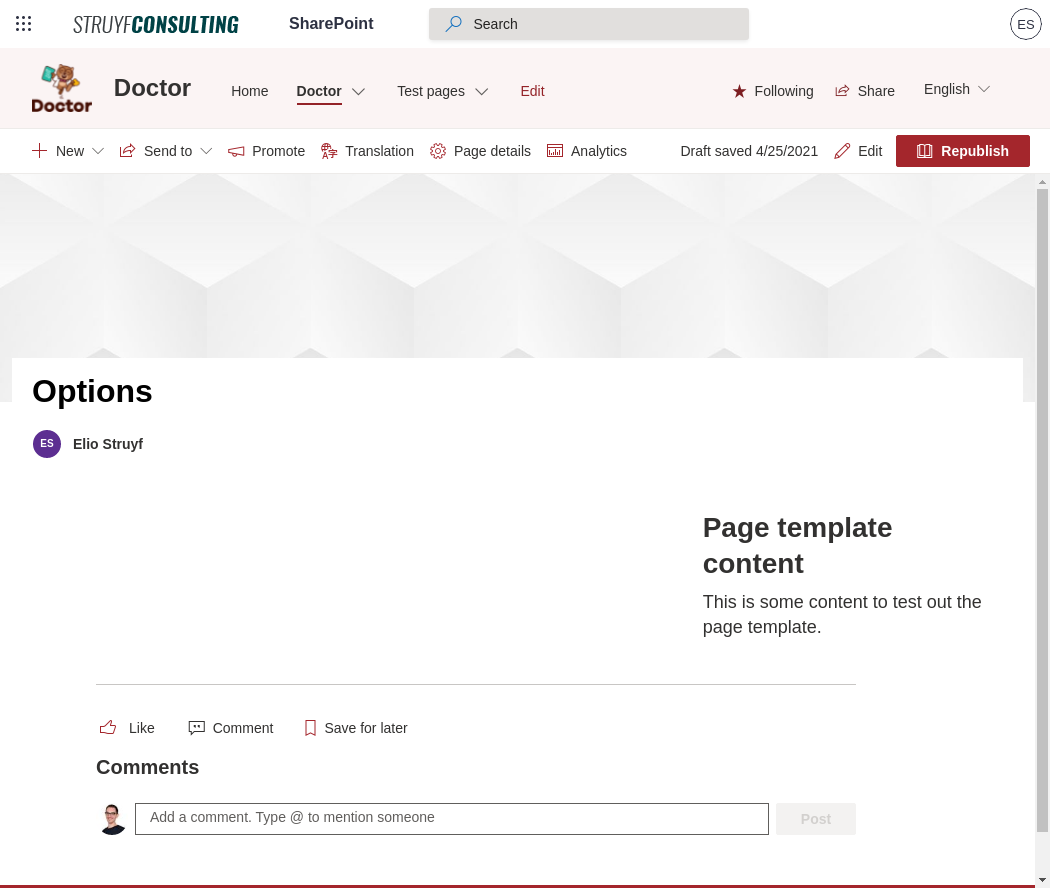 STRUYFCONSULTING SharePoint Search ES
Doctor Doctor Home Doctor Test pages Edit Following Share English
New Send to Promote Translation Page details Analytics Draft saved 4/25/2021 Edit Republish
Options
ES Elio Struyf
Page template
content
This is some content to test out the
page template.
Like Comment Save for later
Comments
Add a comment. Type @ to mention someone Post